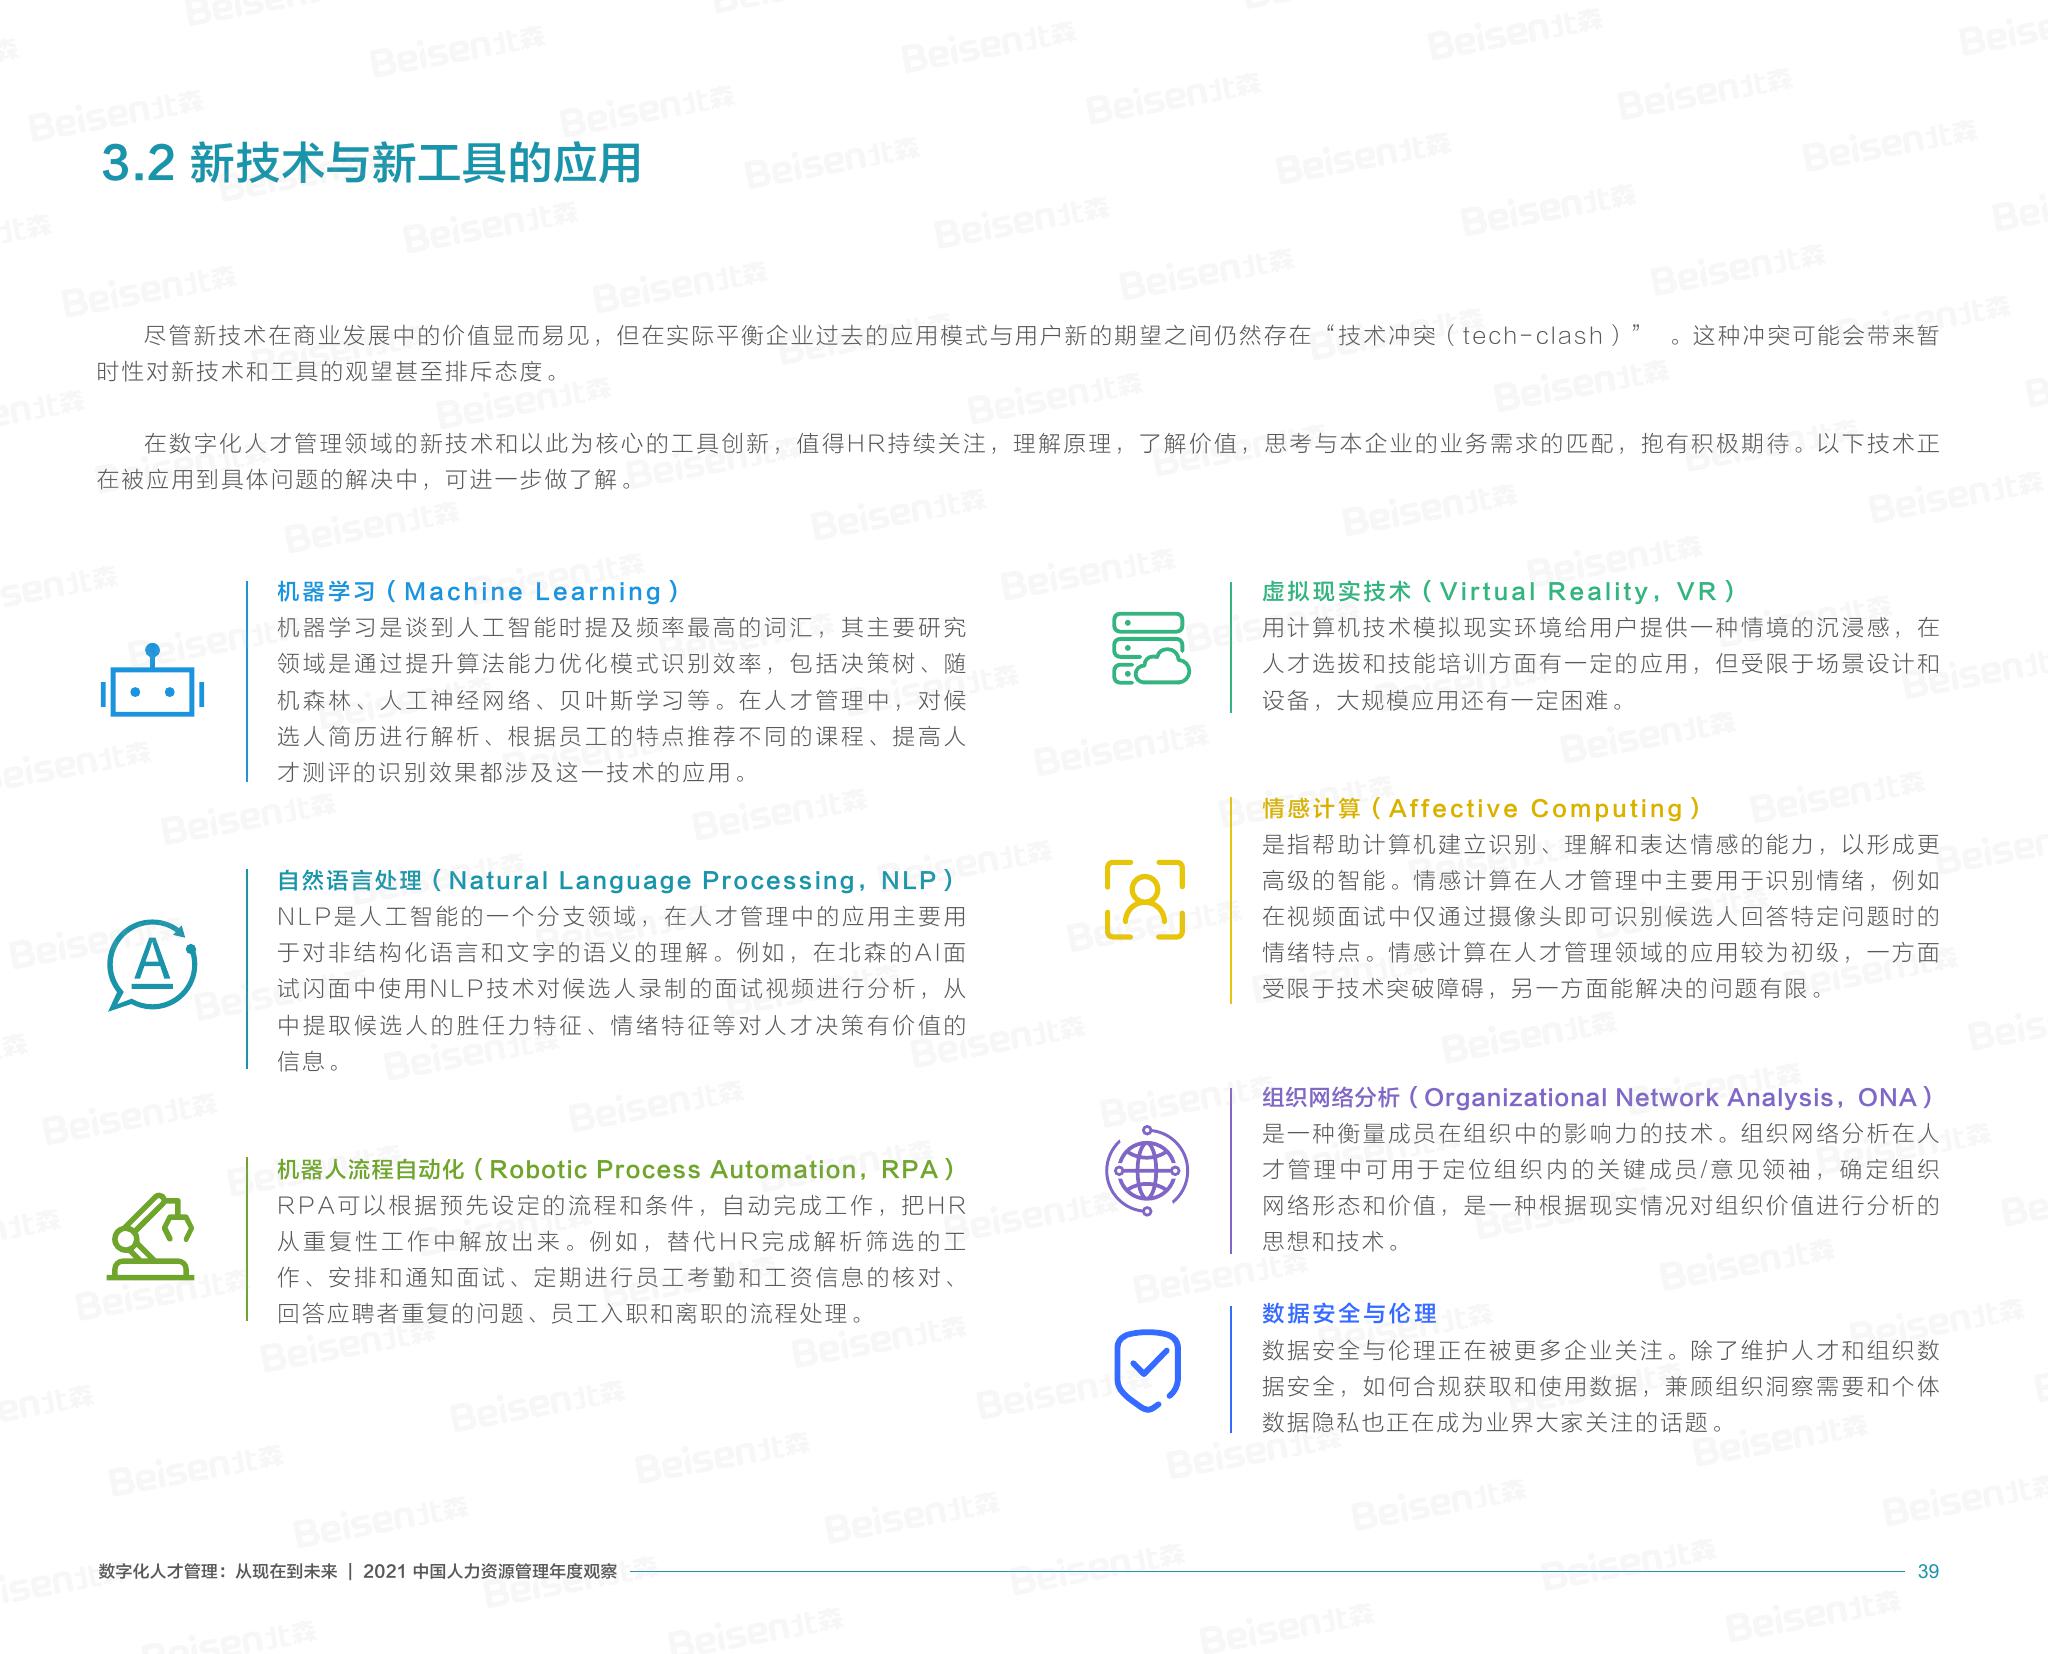 3.2 新技术与新工具的应用
尽管新技术在商业发展中的价值显而易见，但在实际平衡企业过去的应用模式与用户新的期望之间仍然存在“技术冲突（tech-clash）” 。这种冲突可能会带来暂
时性对新技术和工具的观望甚至排斥态度。
在数字化人才管理领域的新技术和以此为核心的工具创新，值得HR持续关注，理解原理，了解价值，思考与本企业的业务需求的匹配，抱有积极期待。以下技术正
在被应用到具体问题的解决中，可进一步做了解。
机器学习（Machine Learning）
机器学习是谈到人工智能时提及频率最高的词汇，其主要研究
领域是通过提升算法能力优化模式识别效率，包括决策树、随
机森林、人工神经网络、贝叶斯学习等。在人才管理中，对候
选人简历进行解析、根据员工的特点推荐不同的课程、提高人
才测评的识别效果都涉及这一技术的应用。
自然语言处理（Natural Language Processing，NLP）
NLP是人工智能的一个分支领域，在人才管理中的应用主要用
于对非结构化语言和文字的语义的理解。例如，在北森的AI面
试闪面中使用NLP技术对候选人录制的面试视频进行分析，从
中提取候选人的胜任力特征、情绪特征等对人才决策有价值的
信息。
机器人流程自动化（Robotic Process Automation，RPA）
RPA可以根据预先设定的流程和条件，自动完成工作，把HR
从重复性工作中解放出来。例如，替代HR完成解析筛选的工
作、安排和通知面试、定期进行员工考勤和工资信息的核对、
回答应聘者重复的问题、员工入职和离职的流程处理。
虚拟现实技术（Virtual Reality，VR）
用计算机技术模拟现实环境给用户提供一种情境的沉浸感，在
人才选拔和技能培训方面有一定的应用，但受限于场景设计和
设备，大规模应用还有一定困难。
情感计算（Affective Computing）
是指帮助计算机建立识别、理解和表达情感的能力，以形成更
高级的智能。情感计算在人才管理中主要用于识别情绪，例如
在视频面试中仅通过摄像头即可识别候选人回答特定问题时的
情绪特点。情感计算在人才管理领域的应用较为初级，一方面
受限于技术突破障碍，另一方面能解决的问题有限。
组织网络分析（Organizational Network Analysis，ONA）
是一种衡量成员在组织中的影响力的技术。组织网络分析在人
才管理中可用于定位组织内的关键成员/意见领袖，确定组织
网络形态和价值，是一种根据现实情况对组织价值进行分析的
思想和技术。
数据安全与伦理
数据安全与伦理正在被更多企业关注。除了维护人才和组织数
据安全，如何合规获取和使用数据，兼顾组织洞察需要和个体
数据隐私也正在成为业界大家关注的话题。
数字化人才管理：从现在到未来 | 2021 中国人力资源管理年度观察
39